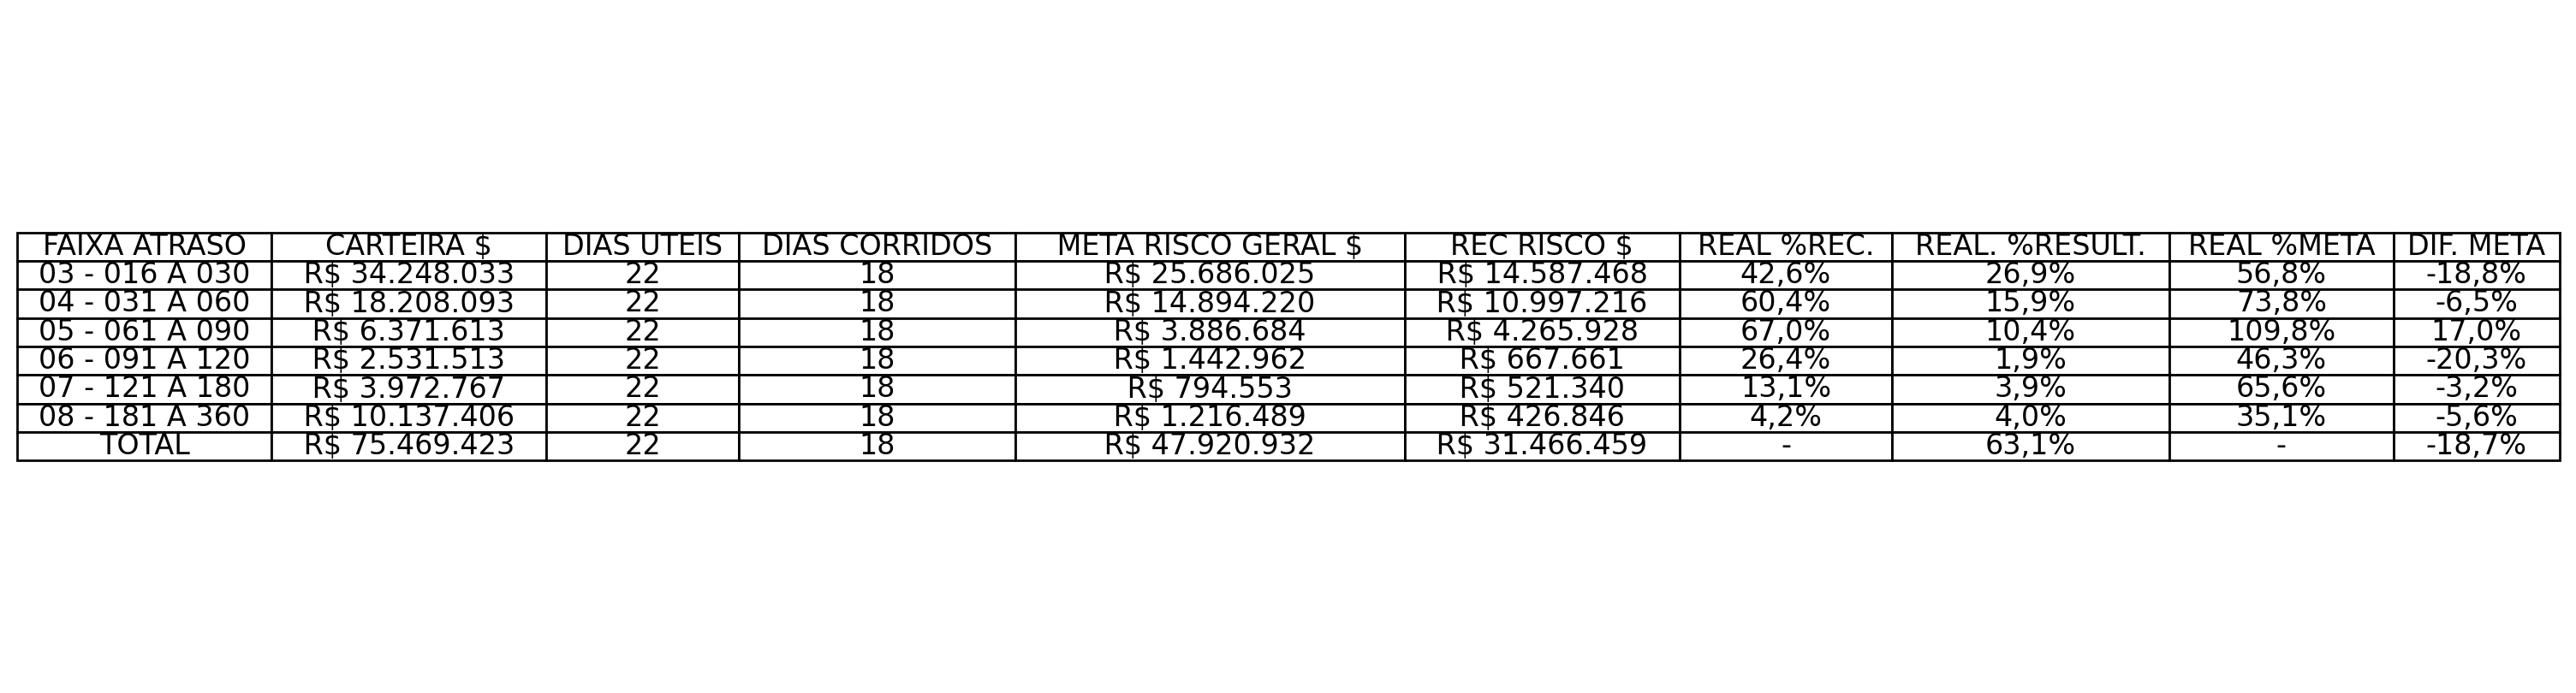 FAIXA ATRASO CARTEIRA $ DIAS UTEIS DIAS CORRIDOS META RISCO GERAL $ REC RISCO $ REAL %REC. REAL. %RESULT. REAL %META DIF. META
03 - 016 A 030 R$ 34.248.033 22 18 R$ 25.686.025 R$ 14.587.468 42,6% 26,9% 56,8% -18,8%
04 - 031 A 060 R$ 18.208.093 22 18 R$ 14.894.220 R$ 10.997.216 60,4% 15,9% 73,8% -6,5%
05 - 061 A 090 R$ 6.371.613 22 18 R$ 3.886.684 R$ 4.265.928 67,0% 10,4% 109,8% 17,0%
06 - 091 A 120 R$ 2.531.513 22 18 R$ 1.442.962 R$ 667.661 26,4% 1,9% 46,3% -20,3%
07 - 121 A 180 R$ 3.972.767 22 18 R$ 794.553 R$ 521.340 13,1% 3,9% 65,6% -3,2%
08 - 181 A 360 R$ 10.137.406 22 18 R$ 1.216.489 R$ 426.846 4,2% 4,0% 35,1% -5,6%
TOTAL R$ 75.469.423 22 18 R$ 47.920.932 R$ 31.466.459 - 63,1% - -18,7%